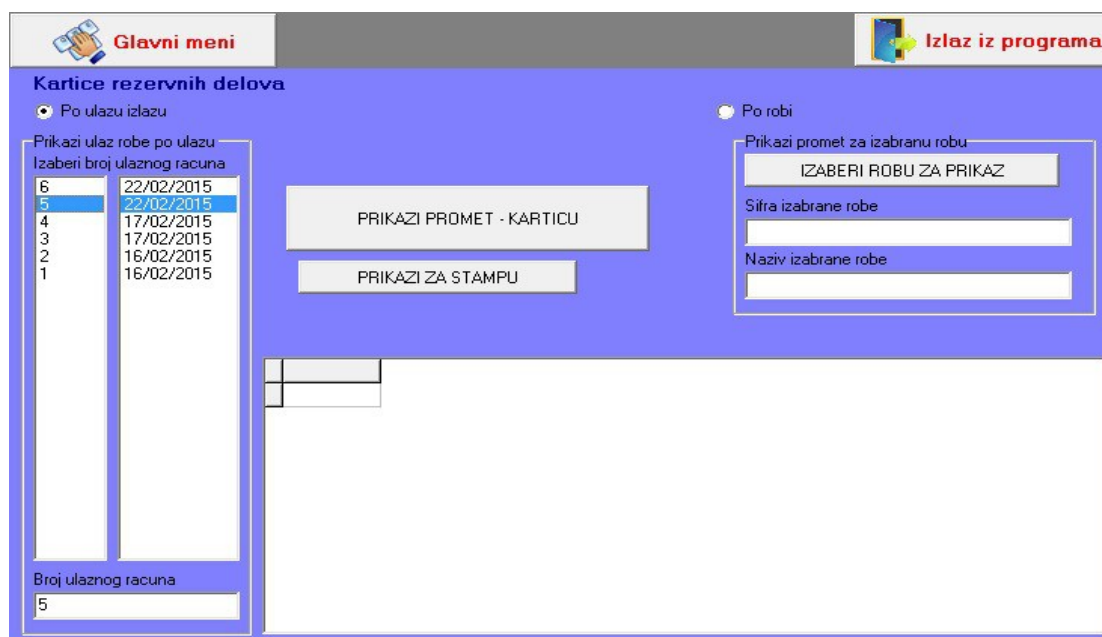 Glavni meni
Izlaz iz programa
Kartice rezervnih delova
Po ulazu izlazu
Po robi
Prikazi ulaz robe po ulazu
Izaberi broj ulaznog racuna
6 22/02/2015
5 22/02/2015
4 17/02/2015
3 17/02/2015
2 16/02/2015
1 16/02/2015
Broj ulaznog racuna
5
PRIKAZI PROMET - KARTICU
PRIKAZI ZA STAMPU
Prikazi promet za izabranu robu
IZABERI ROBU ZA PRIKAZ
Sifra izabrane robe
Naziv izabrane robe